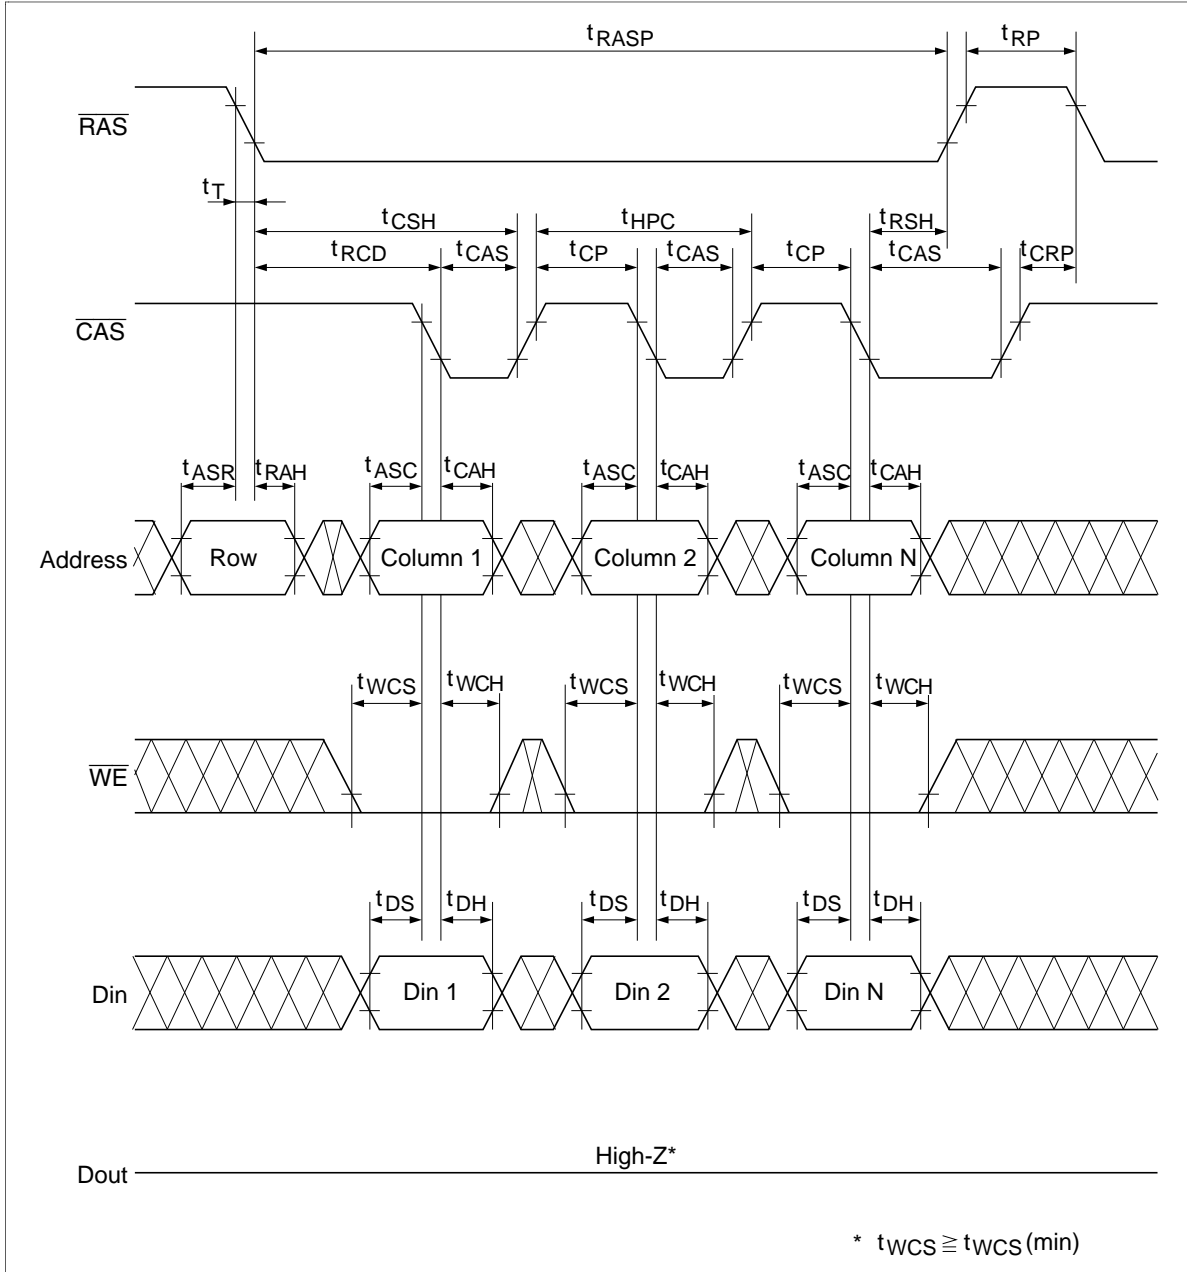 tRASP tRP
RAS
tT
tCSH tHPC tRSH
tRCD tCAS tCP tCAS tCP tCAS tCRP
CAS
tASR tRAH tASC tCAH tASC tCAH tASC tCAH
Address Row Column 1 Column 2 Column N
tWCS tWCH tWCS tWCH tWCS tWCH
WE
tDS tDH tDS tDH tDS tDH
Din Din 1 Din 2 Din N
High-Z*
Dout
* tWCS ≧ tWCS (min)